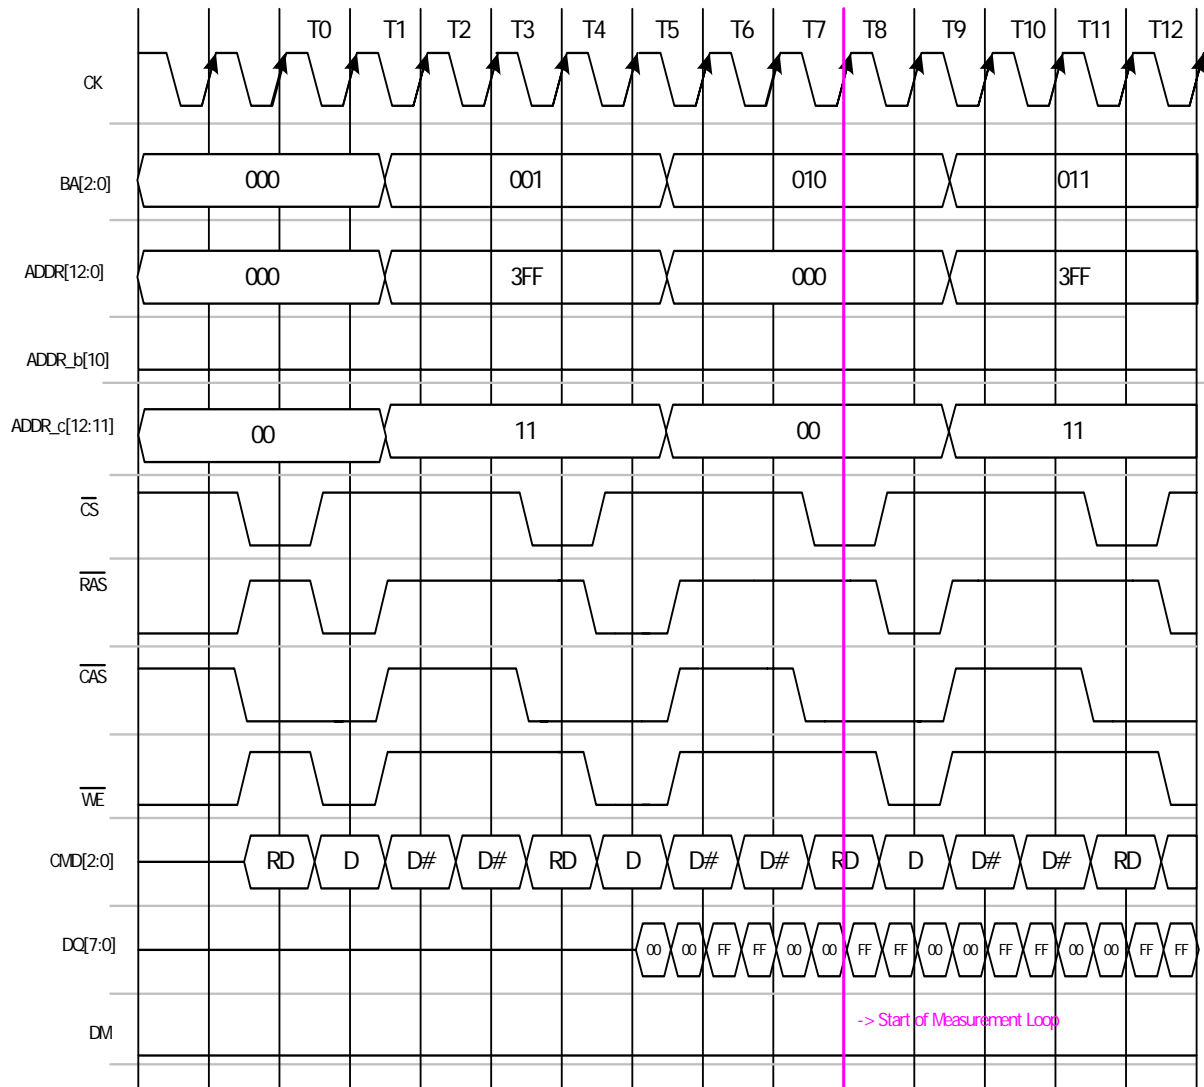 T0 T1 T2 T3 T4 T5 T6 T7 T8 T9 T10 T11 T12
CK
BA[2:0] 000 001 010 011
ADDR[12:0] 000 3FF 000 3FF
ADDR_b[10]
ADDR_c[12:11] 00 11 00 11
CS
RAS
CAS
WE
CMD[2:0] RD D D# D# RD D D# D# RD D D# D# RD
DQ[7:0] 00 00 FF FF 00 00 FF FF 00 00 FF FF 00 00 FF FF
-> Start of Measurement Loop
DM